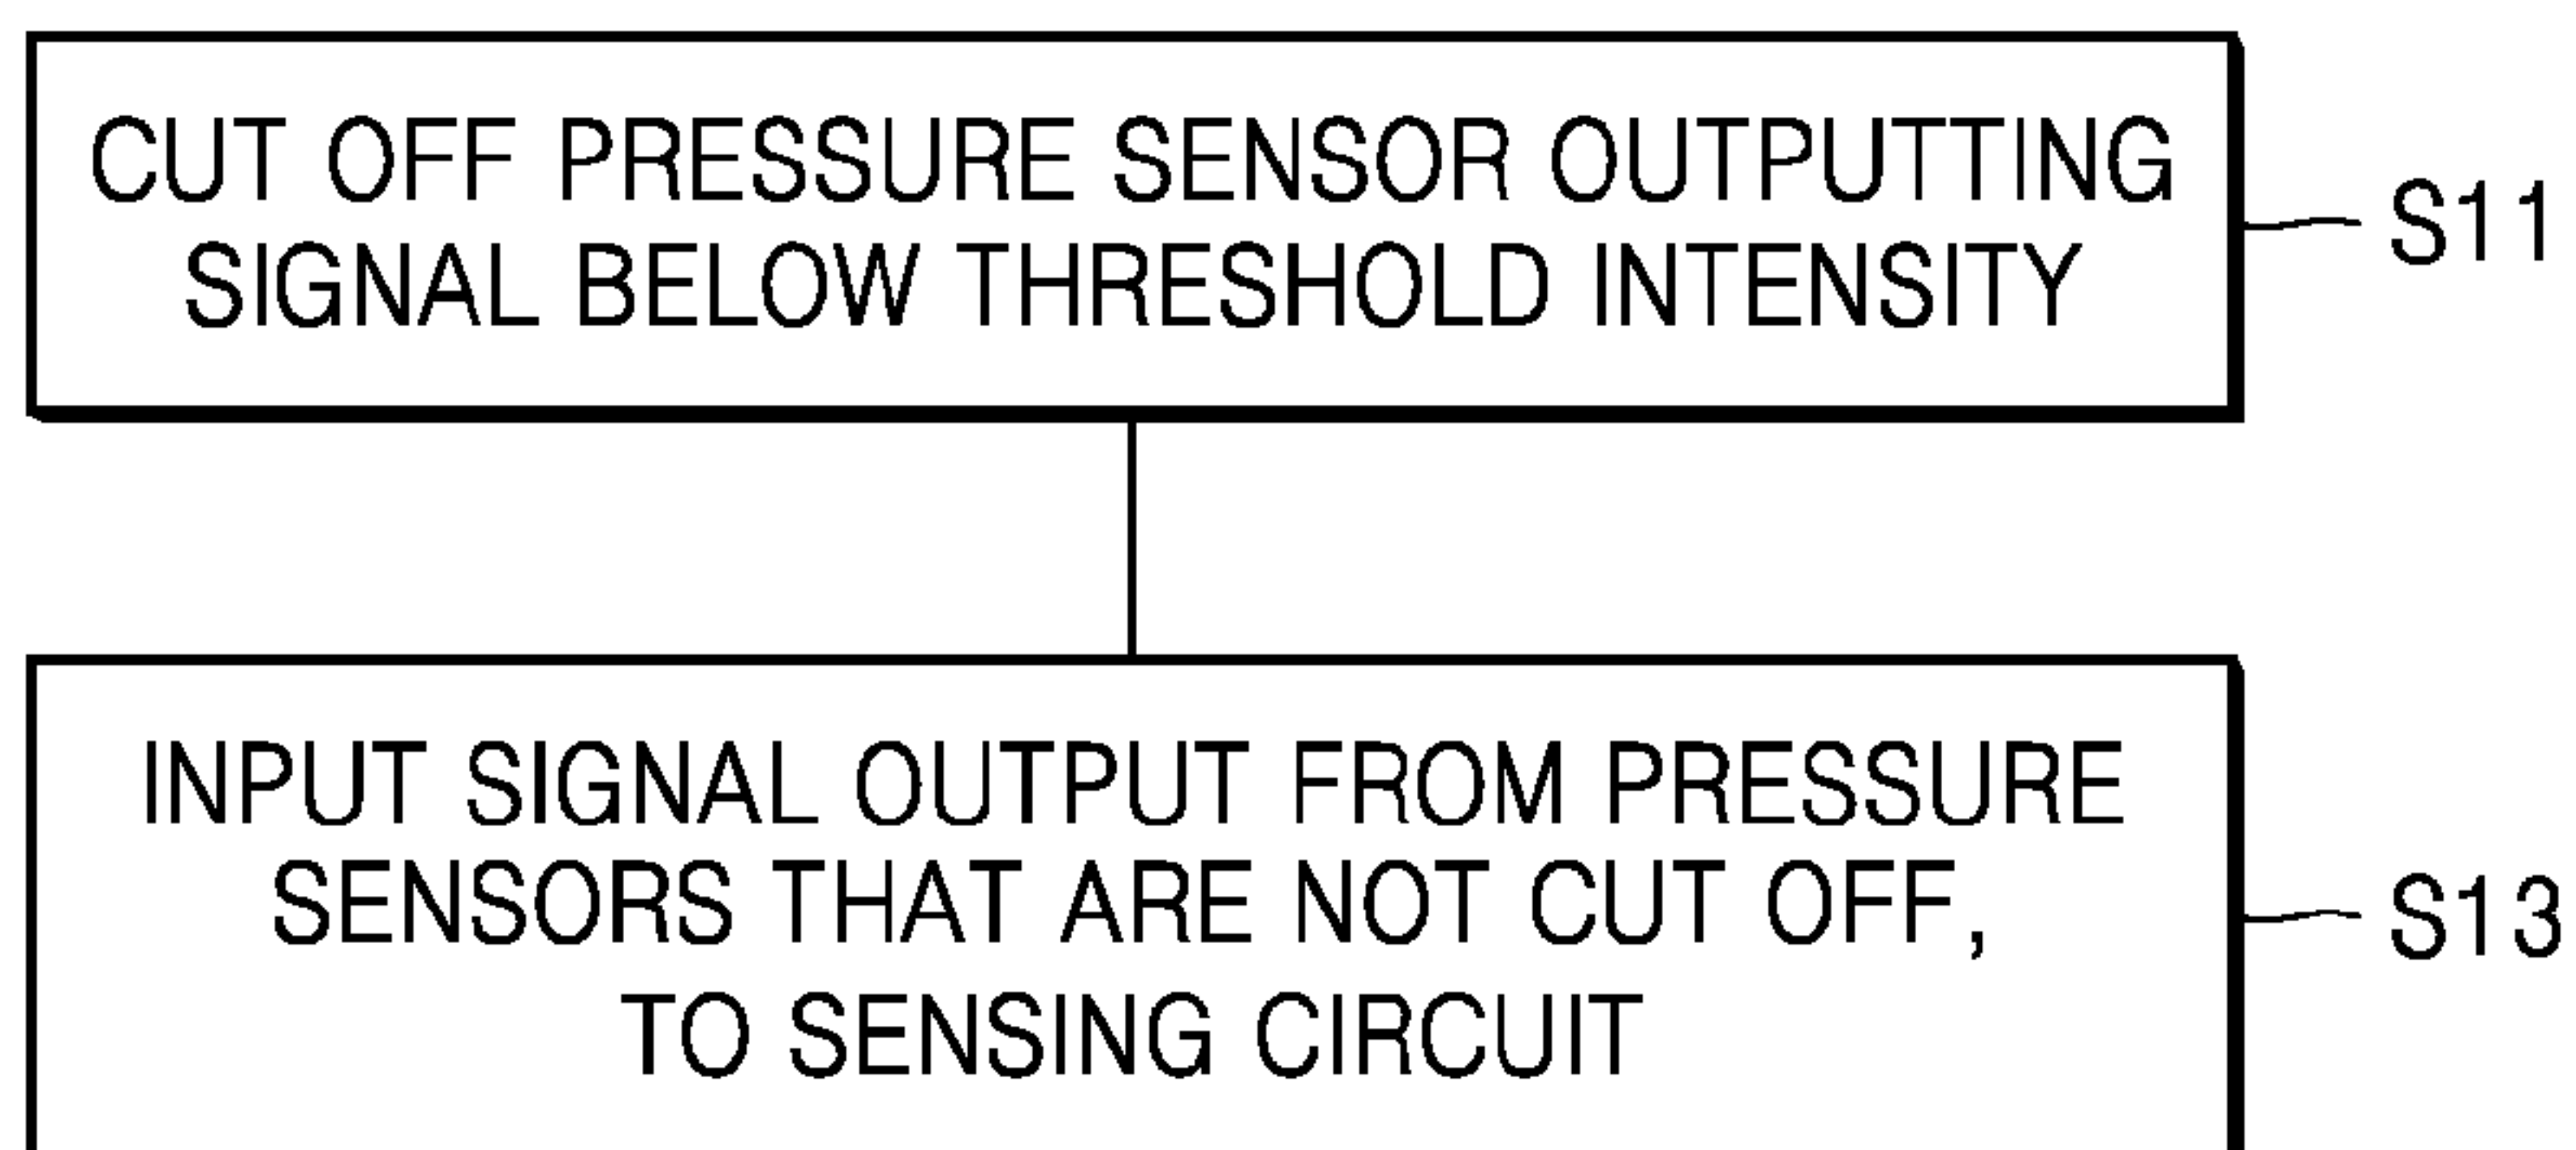 CUT OFF PRESSURE SENSOR OUTPUTTING
SIGNAL BELOW THRESHOLD INTENSITY
S11
INPUT SIGNAL OUTPUT FROM PRESSURE
SENSORS THAT ARE NOT CUT OFF,
TO SENSING CIRCUIT
S13